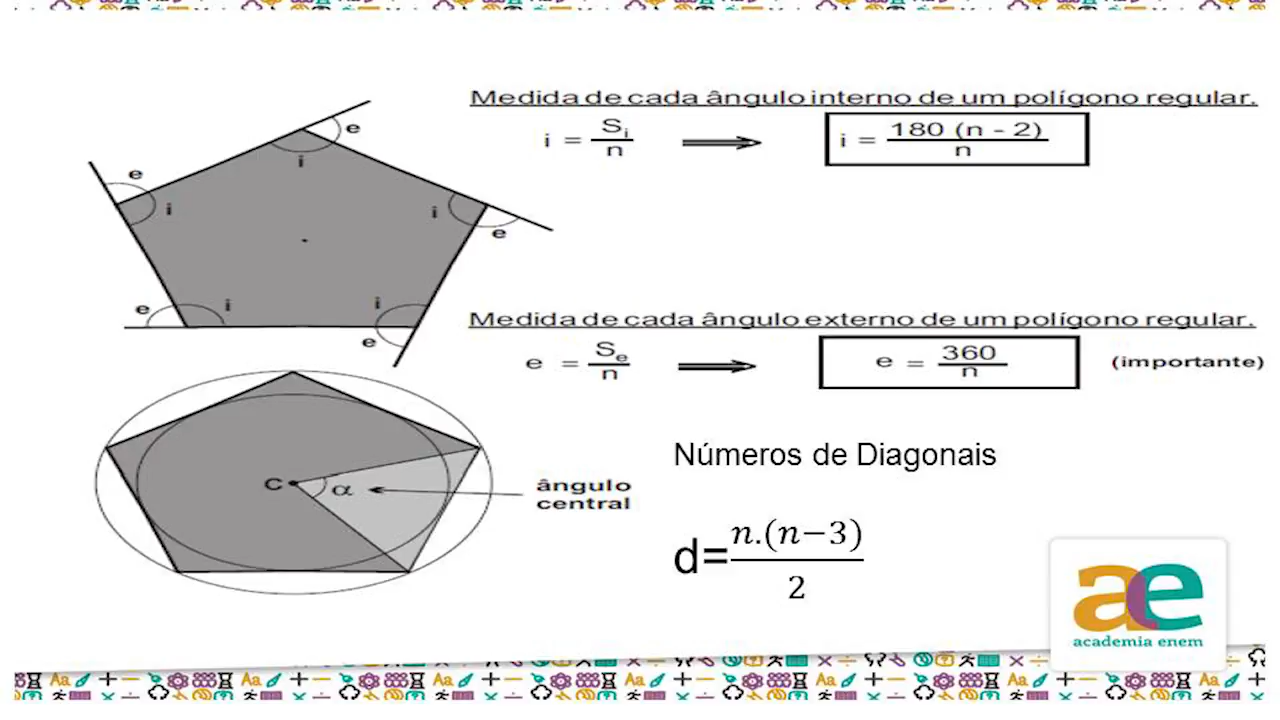 Medida de cada ângulo interno de um polígono regular.
i = Si/n ⟹ i = 180 (n - 2)/n
e
i
e
i
i
e
e
i
i
e
Medida de cada ângulo externo de um polígono regular.
e = Se/n ⟹ e = 360/n (importante)
Números de Diagonais
C α
ângulo
central
d=n.(n−3)/2
ae
academia enem